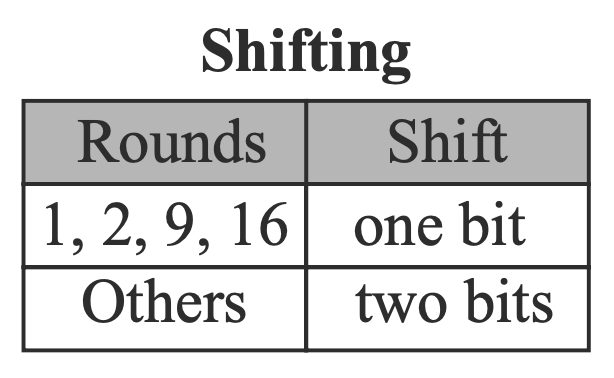 Shifting
Rounds Shift
1, 2, 9, 16 one bit
Others two bits